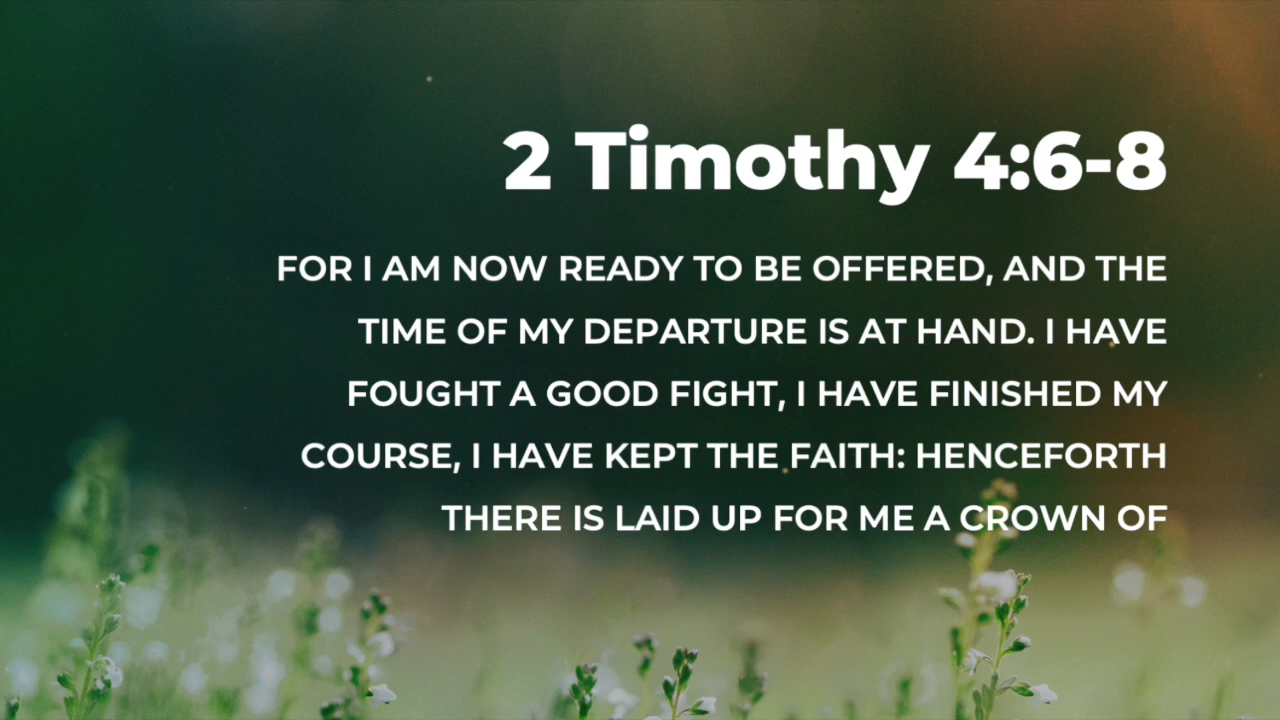 2 Timothy 4:6-8
FOR I AM NOW READY TO BE OFFERED, AND THE
TIME OF MY DEPARTURE IS AT HAND. I HAVE
FOUGHT A GOOD FIGHT, I HAVE FINISHED MY
COURSE, I HAVE KEPT THE FAITH: HENCEFORTH
THERE IS LAID UP FOR ME A CROWN OF